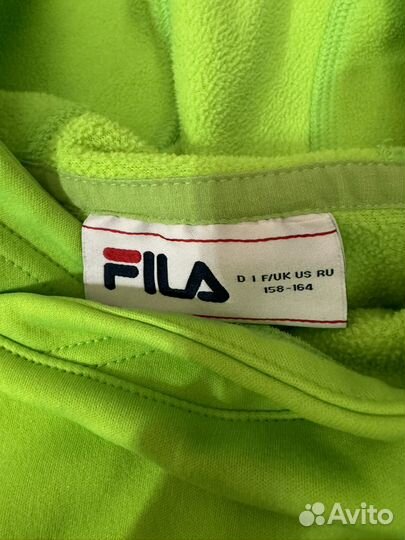 FILA
D I F/UK US RU
158-164
Avito